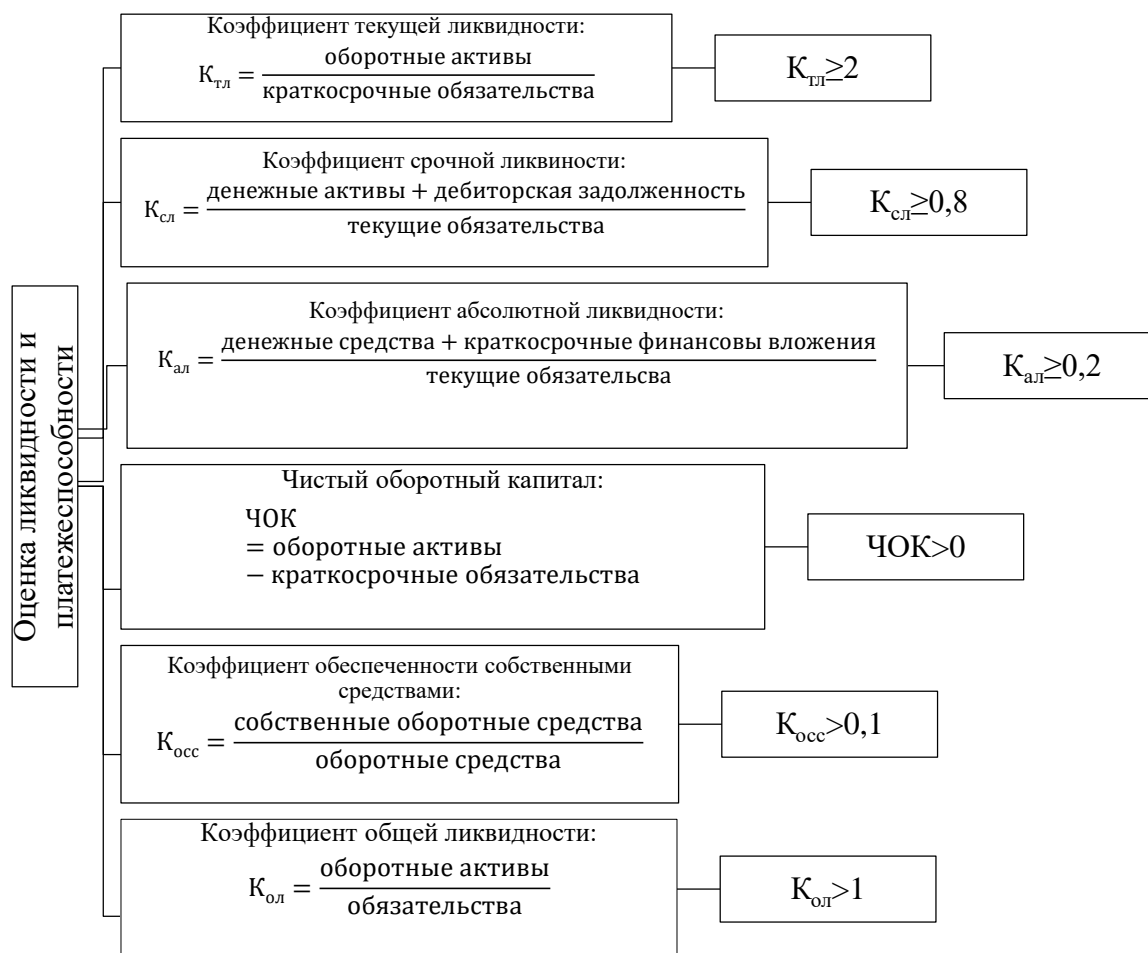 Оценка ликвидности и
платежеспособности
Коэффициент текущей ликвидности:
Ктл = оборотные активы
краткосрочные обязательства
Ктл≥2
Коэффициент срочной ликвиности:
Ксл = денежные активы + дебиторская задолженность
текущие обязательства
Ксл≥0,8
Коэффициент абсолютной ликвидности:
Кал = денежные средства + краткосрочные финансовы вложения
текущие обязательсва
Кал≥0,2
Чистый оборотный капитал:
ЧОК
= оборотные активы
− краткосрочные обязательства
ЧОК>0
Коэффициент обеспеченности собственными
средствами:
Косс = собственные оборотные средства
оборотные средства
Косс>0,1
Коэффициент общей ликвидности:
Кол = оборотные активы
обязательства
Кол>1